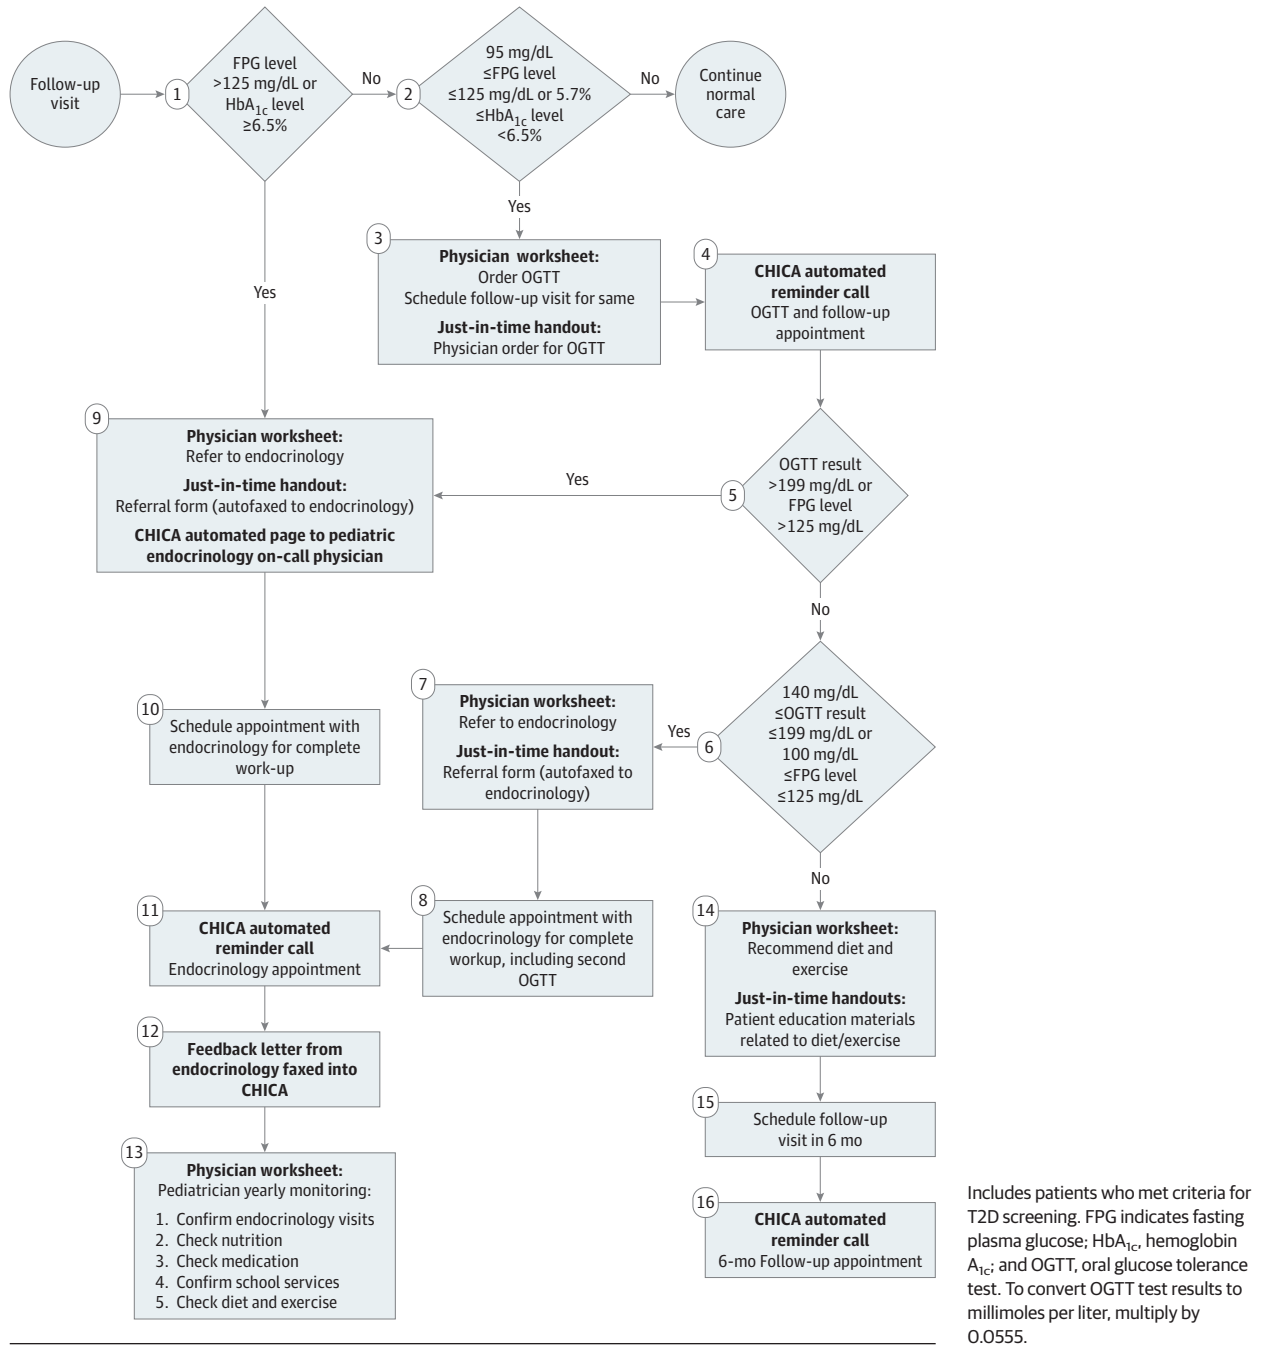 Follow-up
visit
1
FPG level
>125 mg/dL or
HbA1c level
≥6.5%
No
2
95 mg/dL
≤FPG level
≤125 mg/dL or 5.7%
≤HbA1c level
<6.5%
No
Continue
normal
care
Yes
Yes
3
Physician worksheet:
Order OGTT
Schedule follow-up visit for same
Just-in-time handout:
Physician order for OGTT
4
CHICA automated
reminder call
OGTT and follow-up
appointment
5
OGTT result
>199 mg/dL or
FPG level
>125 mg/dL
Yes
No
9
Physician worksheet:
Refer to endocrinology
Just-in-time handout:
Referral form (autofaxed to endocrinology)
CHICA automated page to pediatric
endocrinology on-call physician
6
140 mg/dL
≤OGTT result
≤199 mg/dL or
100 mg/dL
≤FPG level
≤125 mg/dL
Yes
No
7
Physician worksheet:
Refer to endocrinology
Just-in-time handout:
Referral form (autofaxed to
endocrinology)
10
Schedule appointment with
endocrinology for complete
work-up
8
Schedule appointment with
endocrinology for complete
workup, including second
OGTT
11
CHICA automated
reminder call
Endocrinology appointment
12
Feedback letter from
endocrinology faxed into
CHICA
13
Physician worksheet:
Pediatrician yearly monitoring:
1. Confirm endocrinology visits
2. Check nutrition
3. Check medication
4. Confirm school services
5. Check diet and exercise
14
Physician worksheet:
Recommend diet and
exercise
Just-in-time handouts:
Patient education materials
related to diet/exercise
15
Schedule follow-up
visit in 6 mo
16
CHICA automated
reminder call
6-mo Follow-up appointment
Includes patients who met criteria for
T2D screening. FPG indicates fasting
plasma glucose; HbA1c, hemoglobin
A1c; and OGTT, oral glucose tolerance
test. To convert OGTT test results to
millimoles per liter, multiply by
0.0555.